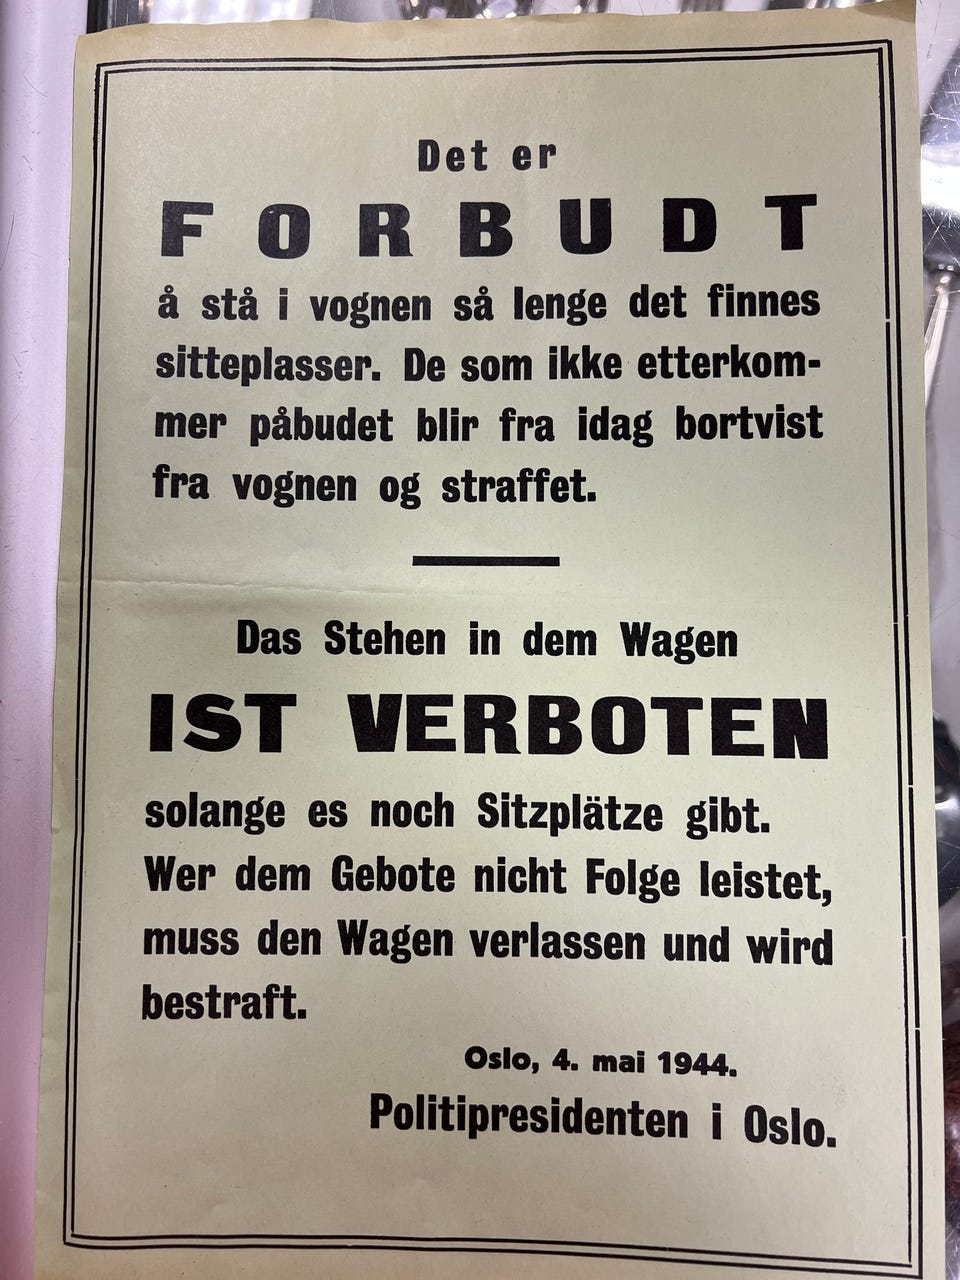 Det er
FORBUDT
å stå i vognen så lenge det finnes
sitteplasser. De som ikke etterkom-
mer påbudet blir fra idag bortvist
fra vognen og straffet.
Das Stehen in dem Wagen
IST VERBOTEN
solange es noch Sitzplätze gibt.
Wer dem Gebote nicht Folge leistet,
muss den Wagen verlassen und wird
bestraft.
Oslo, 4. mai 1944.
Politipresidenten i Oslo.